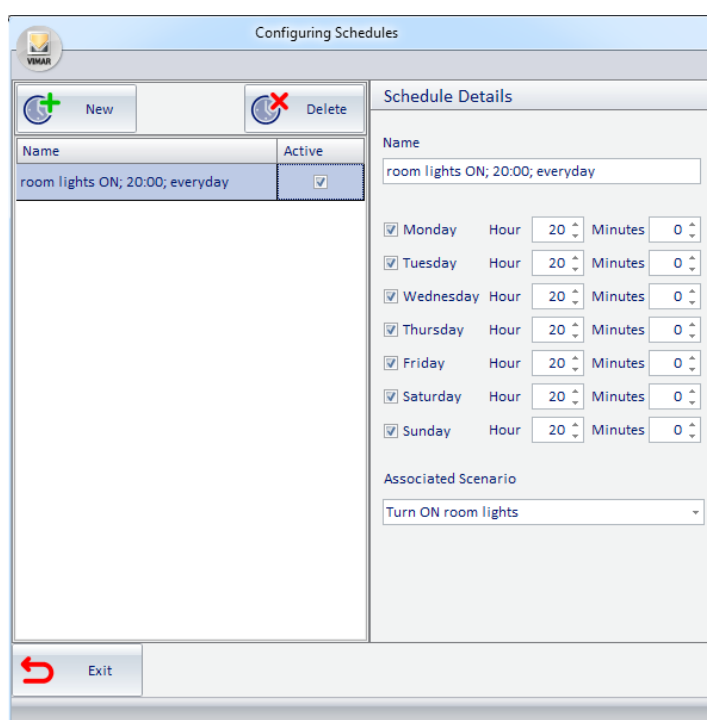 Configuring Schedules
VIMAR
New
Delete
Name Active
room lights ON; 20:00; everyday
Schedule Details
Name
room lights ON; 20:00; everyday
Monday Hour 20 Minutes 0
Tuesday Hour 20 Minutes 0
Wednesday Hour 20 Minutes 0
Thursday Hour 20 Minutes 0
Friday Hour 20 Minutes 0
Saturday Hour 20 Minutes 0
Sunday Hour 20 Minutes 0
Associated Scenario
Turn ON room lights
Exit